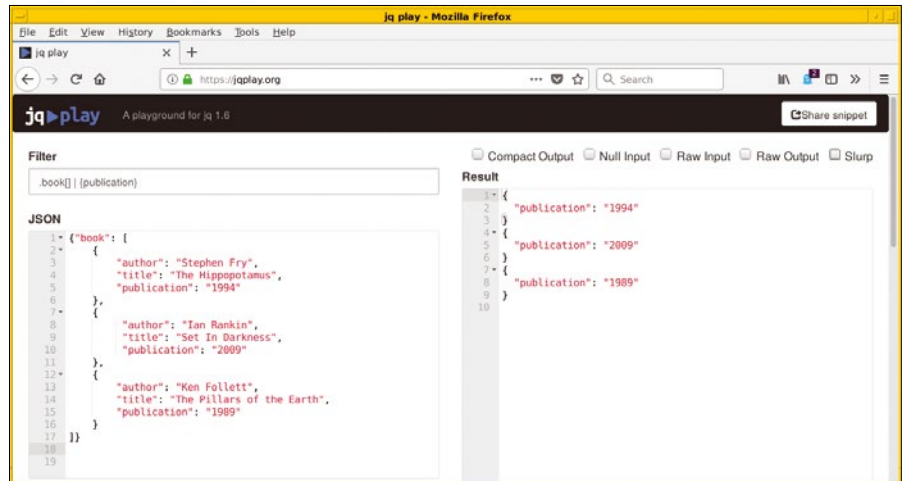 jq play - Mozilla Firefox
File Edit View History Bookmarks Tools Help
jq play × +
https://jqplay.org ... Search 2 »
jq play A playground for jq 1.6 Share snippet
Filter
.book[] | {publication}
JSON
1 {"book": [
2 {
3 "author": "Stephen Fry",
4 "title": "The Hippopotamus",
5 "publication": "1994"
6 },
7 {
8 "author": "Ian Rankin",
9 "title": "Set In Darkness",
10 "publication": "2009"
11 },
12 {
13 "author": "Ken Follett",
14 "title": "The Pillars of the Earth",
15 "publication": "1989"
16 }
17 ]}
18
19
Compact Output Null Input Raw Input Raw Output Slurp
Result
1 {
2 "publication": "1994"
3 }
4 {
5 "publication": "2009"
6 }
7 {
8 "publication": "1989"
9 }
10